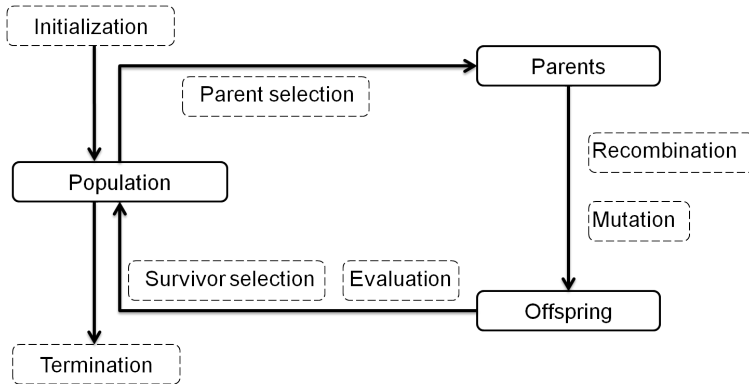 Initialization
Parents
Parent selection
Recombination
Population
Mutation
Survivor selection
Evaluation
Offspring
Termination